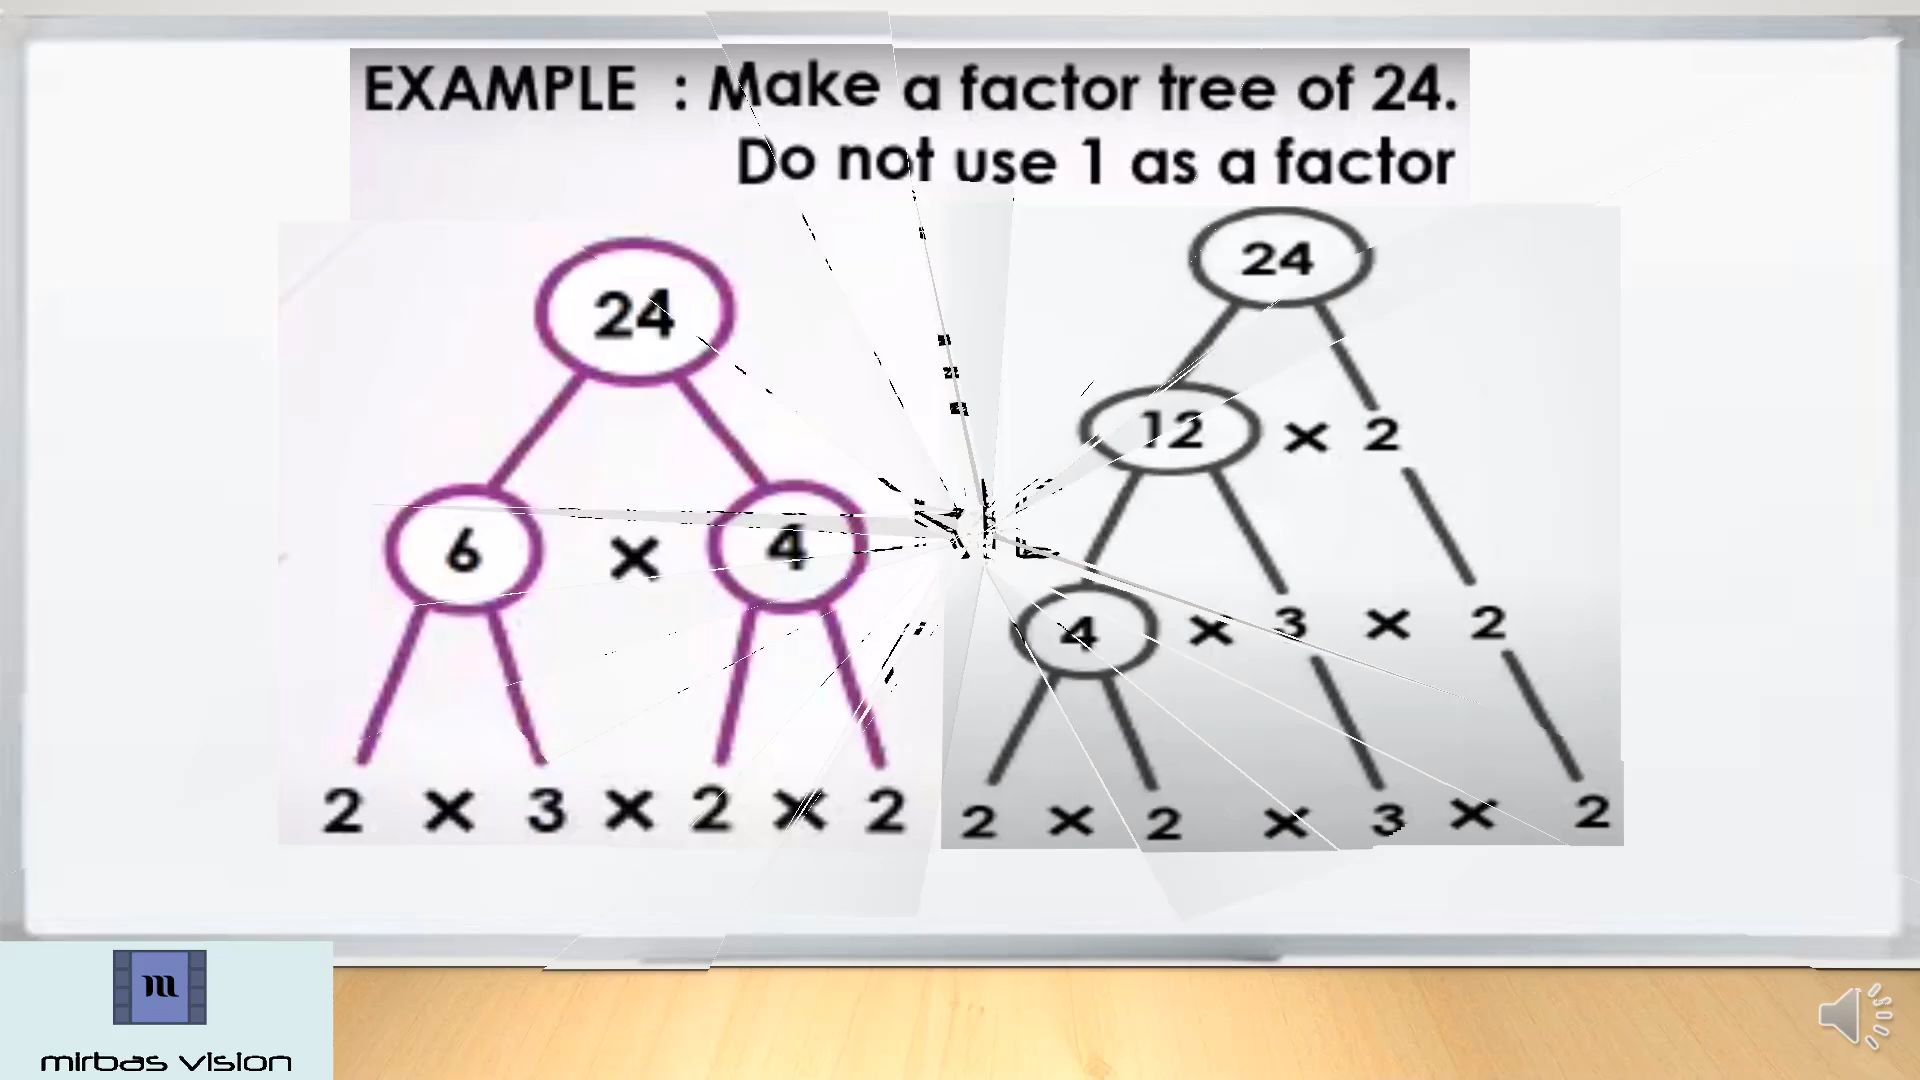 EXAMPLE : Make a factor tree of 24.
Do not use 1 as a factor
24
6 × 4
2 × 3 × 2 × 2
24
12 × 2
4 × 3 × 2
2 × 2 × 3 × 2
m
mirbas vision